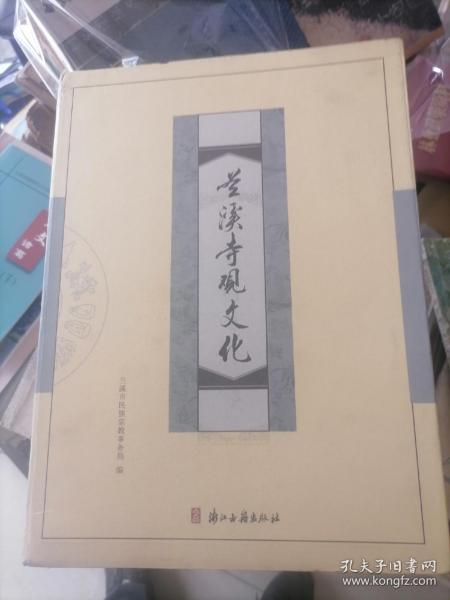 兰溪寺观文化
兰溪市民族宗教事务局 编
浙江古籍出版社
孔夫子旧书网
www.kongfz.com